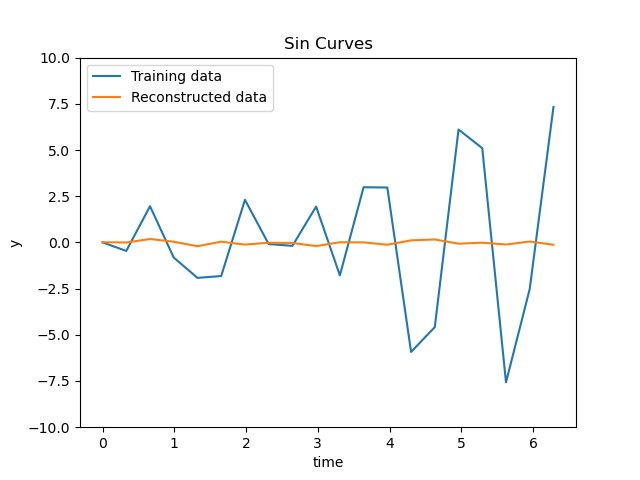 Sin Curves
Training data
Reconstructed data
10.0
7.5
5.0
2.5
0.0
−2.5
−5.0
−7.5
−10.0
y
0 1 2 3 4 5 6
time